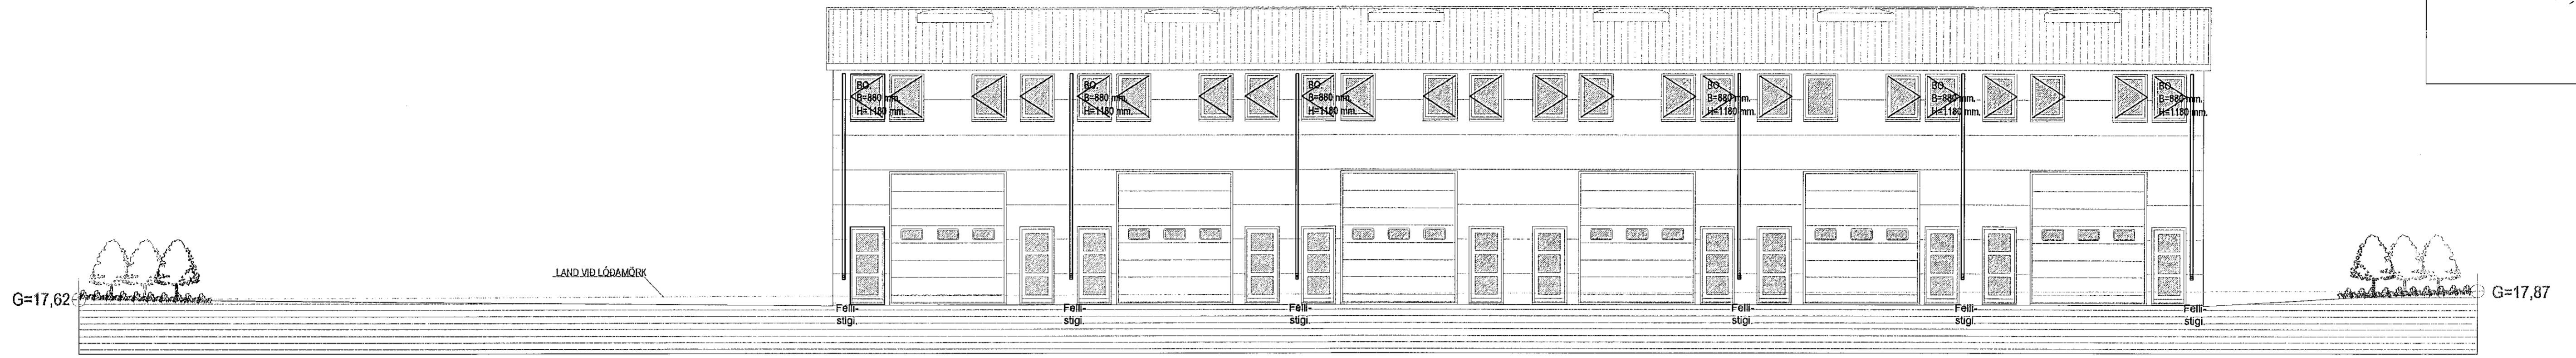 BO.
B=880 mm.
H=1180 mm.
BO.
B=880 mm.
H=1180 mm.
BO.
B=880 mm.
H=1180 mm.
BO.
B=880 mm.
H=1180 mm.
BO.
B=880 mm.
H=1180 mm.
BO.
B=880 mm.
H=1180 mm.
LAND VIÐ LÓÐAMÖRK
G=17,62
G=17,87
Felli-
stigi.
Felli-
stigi.
Felli-
stigi.
Felli-
stigi.
Felli-
stigi.
Felli-
stigi.